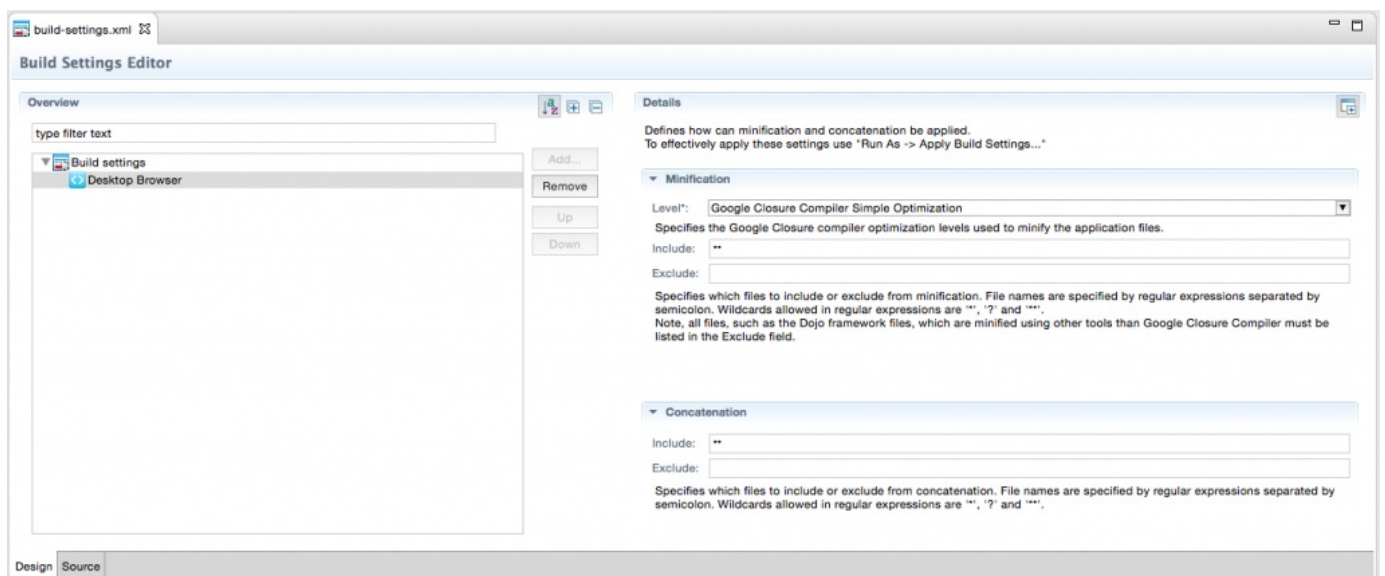 build-settings.xml
Build Settings Editor
Overview
type filter text
Build settings
Desktop Browser
Add...
Remove
Up
Down
Details
Defines how can minification and concatenation be applied.
To effectively apply these settings use "Run As -> Apply Build Settings..."
Minification
Level*: Google Closure Compiler Simple Optimization
Specifies the Google Closure compiler optimization levels used to minify the application files.
Include: **
Exclude:
Specifies which files to include or exclude from minification. File names are specified by regular expressions separated by
semicolon. Wildcards allowed in regular expressions are '*', '?' and '**'.
Note, all files, such as the Dojo framework files, which are minified using other tools than Google Closure Compiler must be
listed in the Exclude field.
Concatenation
Include: **
Exclude:
Specifies which files to include or exclude from concatenation. File names are specified by regular expressions separated by
semicolon. Wildcards allowed in regular expressions are '*', '?' and '**'.
Design Source